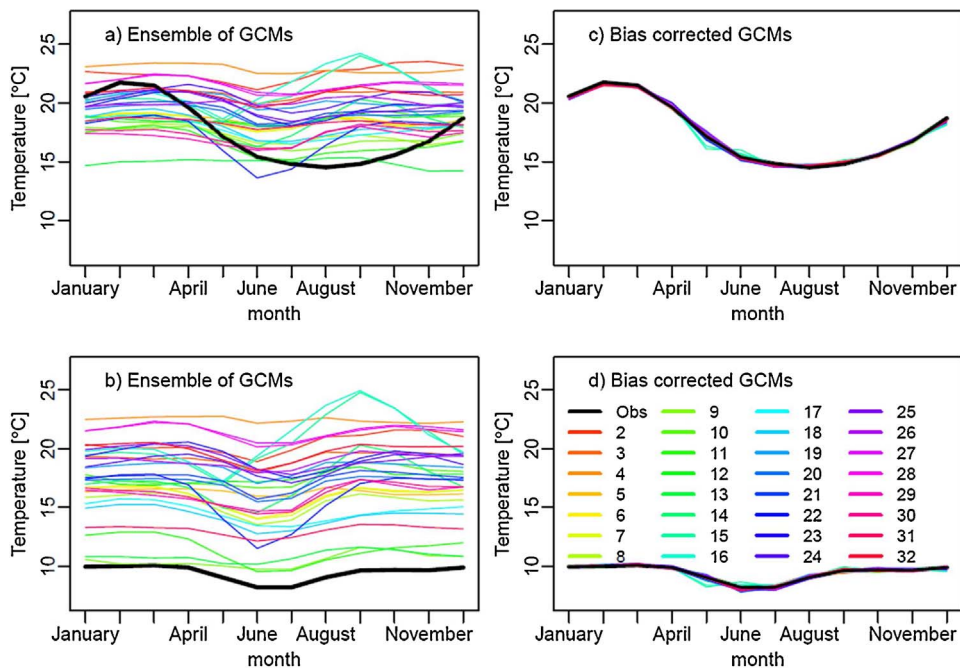 a) Ensemble of GCMs
Temperature [°C]
25
20
15
10
January April June August November
month
c) Bias corrected GCMs
Temperature [°C]
25
20
15
10
January April June August November
month
b) Ensemble of GCMs
Temperature [°C]
25
20
15
10
January April June August November
month
d) Bias corrected GCMs
Temperature [°C]
25
20
15
10
Obs 9 17 25
2 10 18 26
3 11 19 27
4 12 20 28
5 13 21 29
6 14 22 30
7 15 23 31
8 16 24 32
January April June August November
month